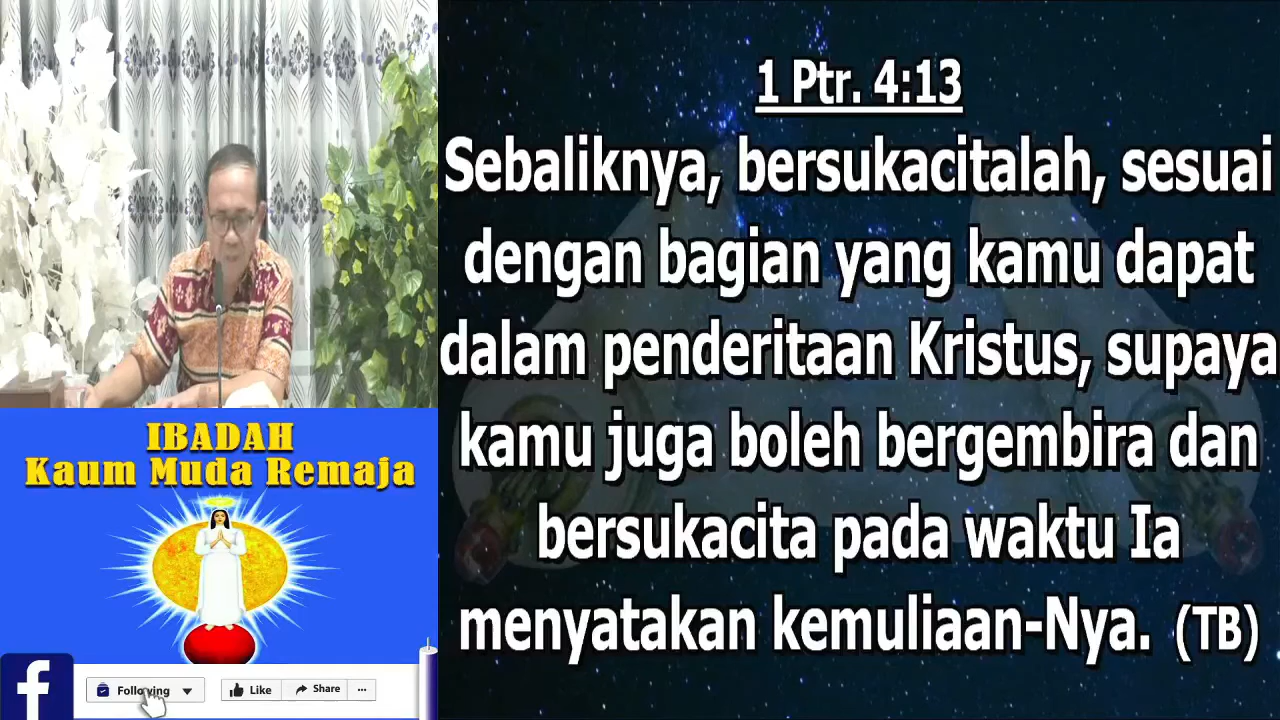 1 Ptr. 4:13
Sebaliknya, bersukacitalah, sesuai
dengan bagian yang kamu dapat
dalam penderitaan Kristus, supaya
kamu juga boleh bergembira dan
bersukacita pada waktu Ia
menyatakan kemuliaan-Nya. (TB)
IBADAH
Kaum Muda Remaja
f
Following
Like
Share